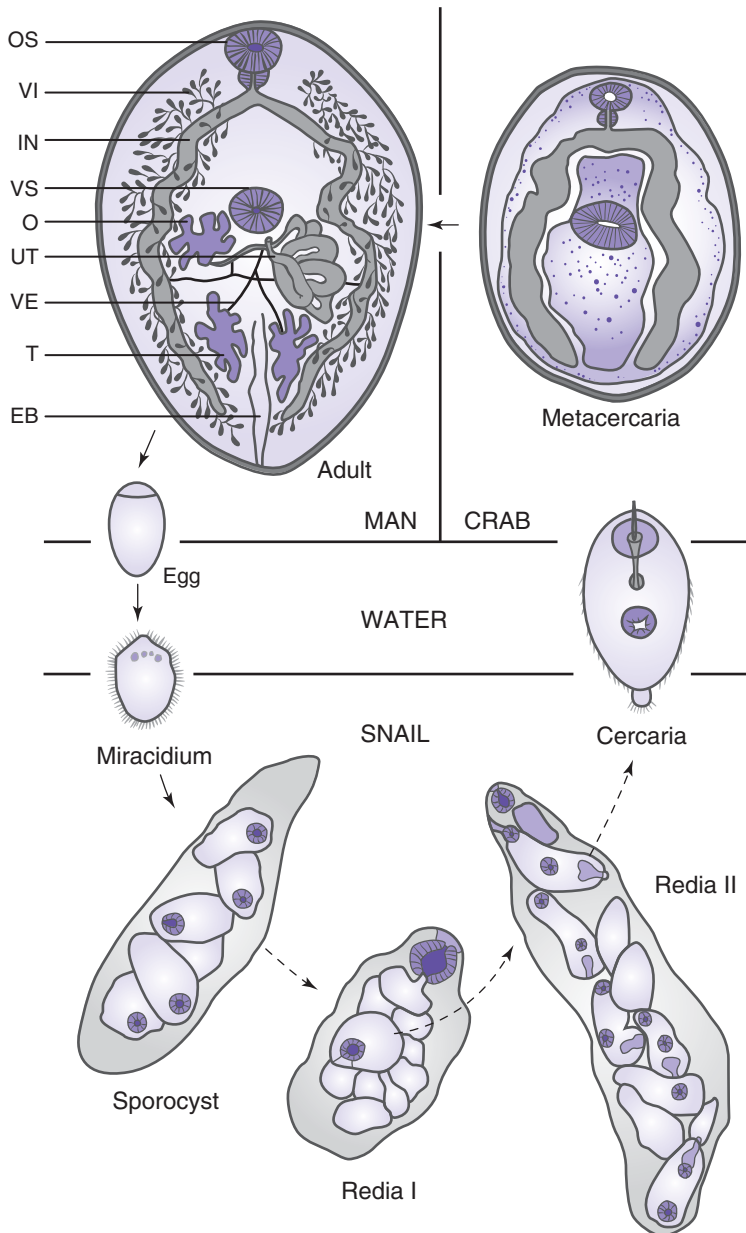 OS
VI
IN
VS
O
UT
VE
T
EB
Adult
Metacercaria
MAN
CRAB
Egg
WATER
Miracidium
SNAIL
Cercaria
Redia II
Sporocyst
Redia I